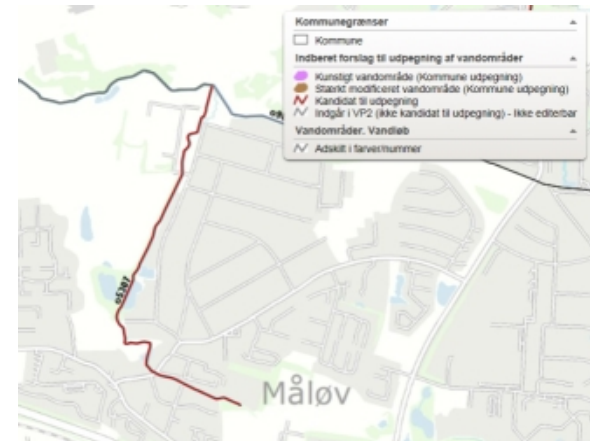 Kommunegrænser
Kommune
Indberet forslag til udpegning af vandområder
Kunstigt vandområde (Kommune udpegning)
Stærkt modificeret vandområde (Kommune udpegning)
Kandidat til udpegning
Indgår i VP2 (ikke kandidat til udpegning) - Ikke editerbar
Vandområder. Vandløb
Adskilt i farver/nummer
Måløv